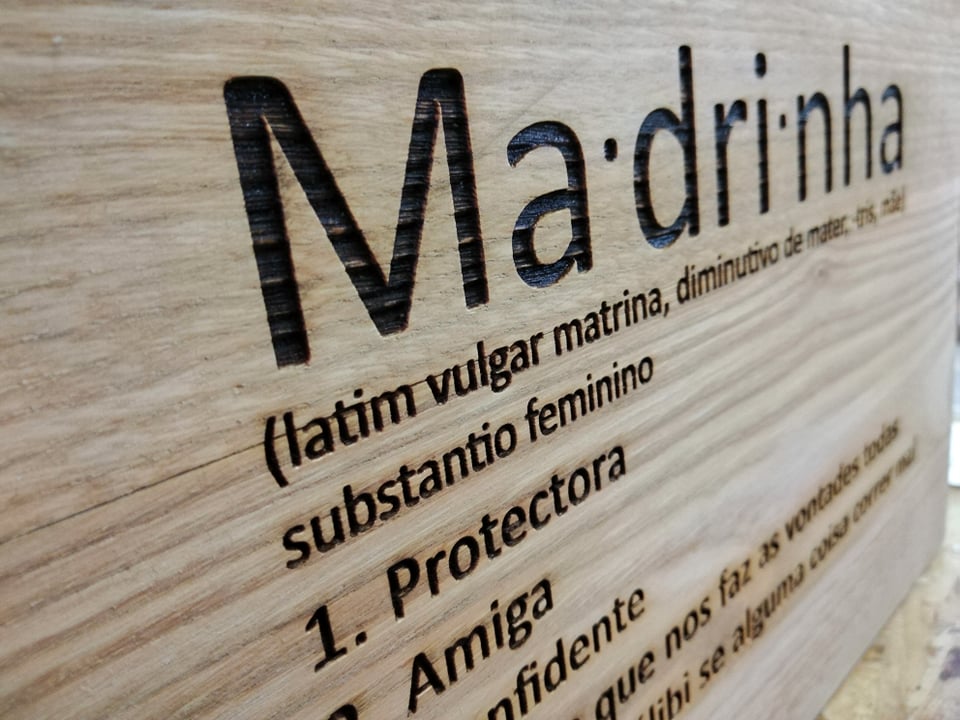 Ma·dri·nha
(latim vulgar matrina, diminutivo de mater, -tris, mãe)
substantio feminino
1. Protectora
Amiga
nfidente
que nos faz as vontades todas
libi se alguma coisa correr mal